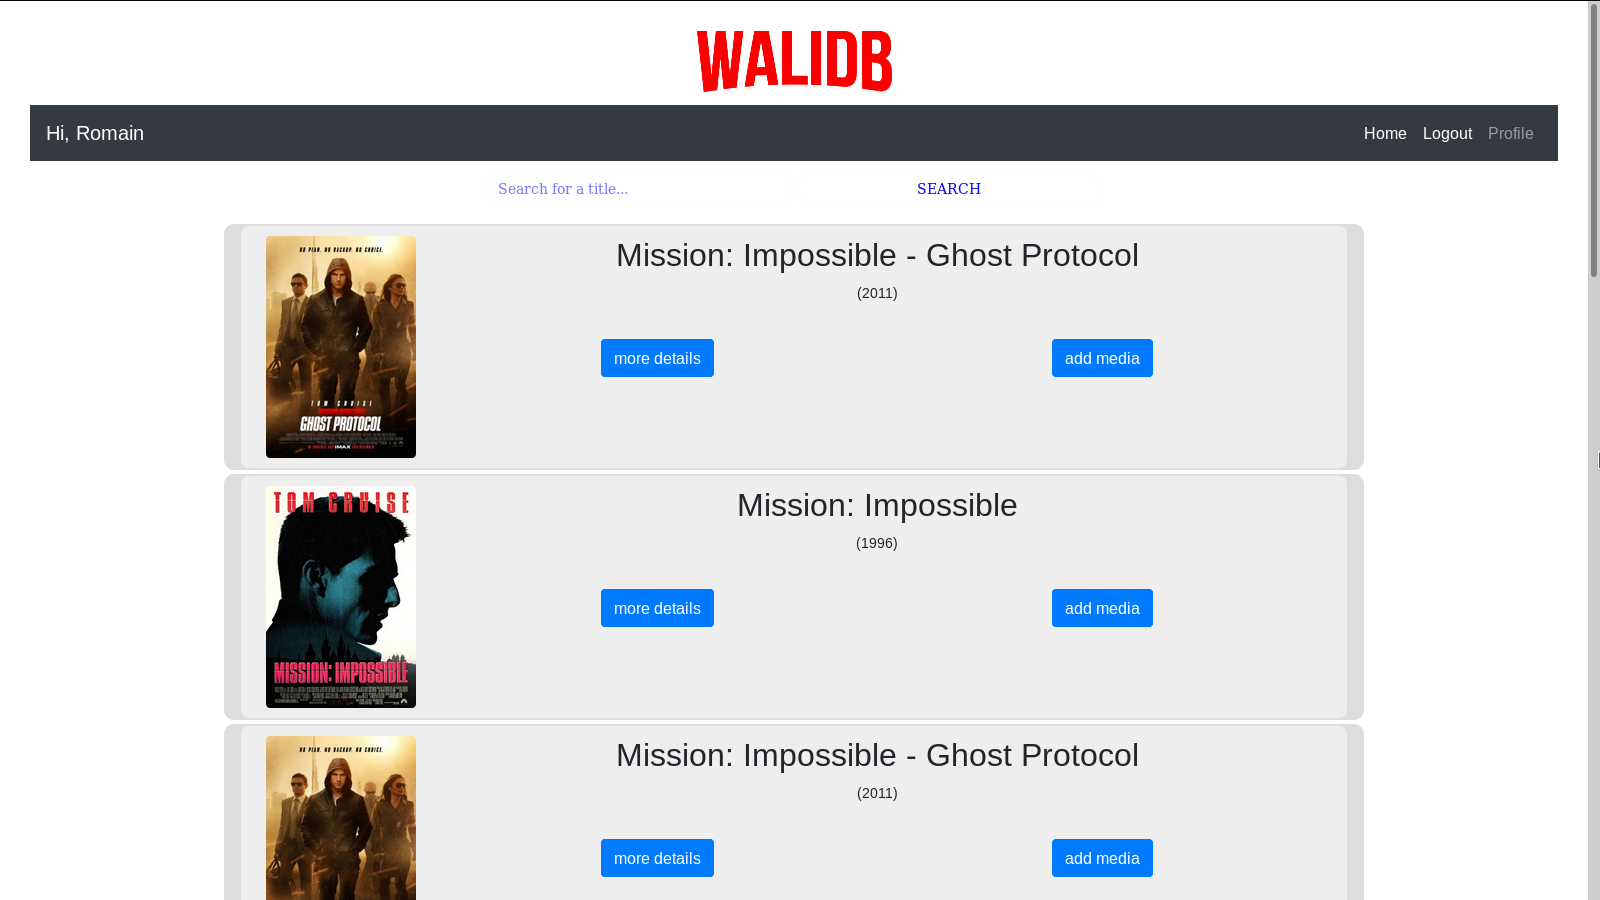 WALIDB
Hi, Romain
Home Logout Profile
Search for a title...
SEARCH
NO PLAN. NO BACKUP. NO CHOICE.
TOM CRUISE
GHOST PROTOCOL
Mission: Impossible - Ghost Protocol
(2011)
more details
add media
TOM CRUISE
MISSION: IMPOSSIBLE
Mission: Impossible
(1996)
more details
add media
NO PLAN. NO BACKUP. NO CHOICE.
Mission: Impossible - Ghost Protocol
(2011)
more details
add media